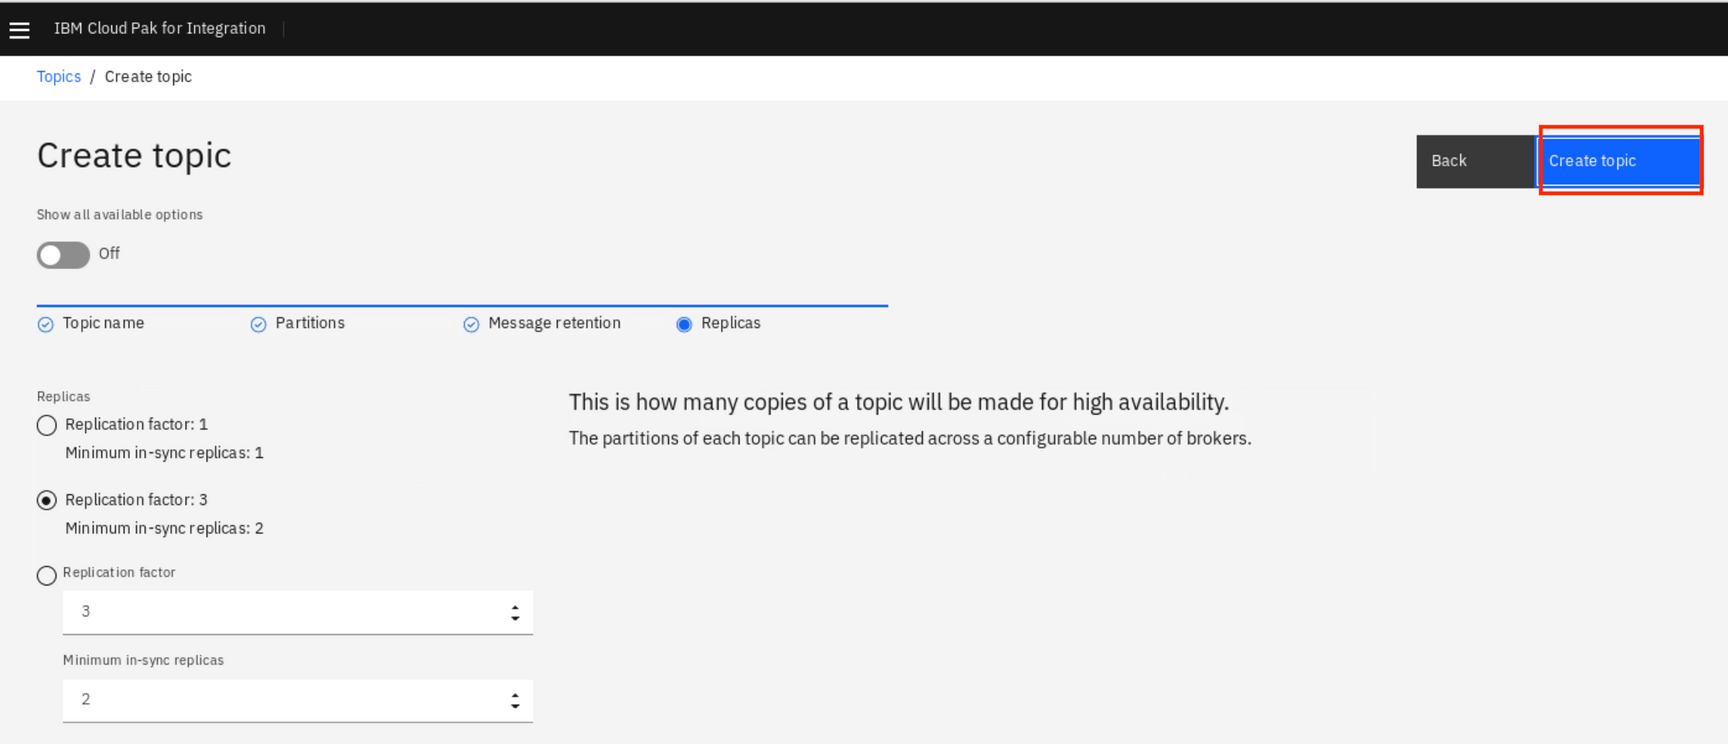 IBM Cloud Pak for Integration
Topics / Create topic
Create topic
Back
Create topic
Show all available options
Off
Topic name
Partitions
Message retention
Replicas
Replicas
Replication factor: 1
Minimum in-sync replicas: 1
Replication factor: 3
Minimum in-sync replicas: 2
Replication factor
3
Minimum in-sync replicas
2
This is how many copies of a topic will be made for high availability.
The partitions of each topic can be replicated across a configurable number of brokers.